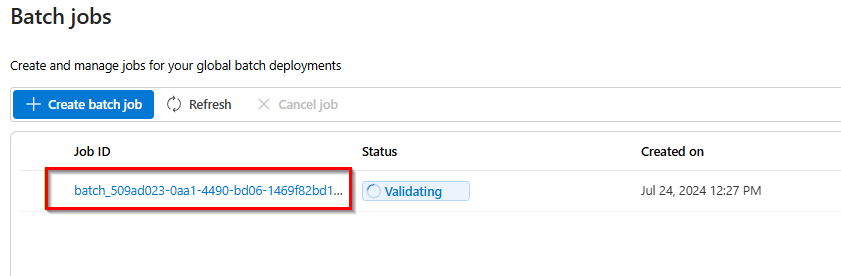 Batch jobs
Create and manage jobs for your global batch deployments
Create batch job Refresh Cancel job
Job ID Status Created on
batch_509ad023-0aa1-4490-bd06-1469f82bd1... Validating Jul 24, 2024 12:27 PM